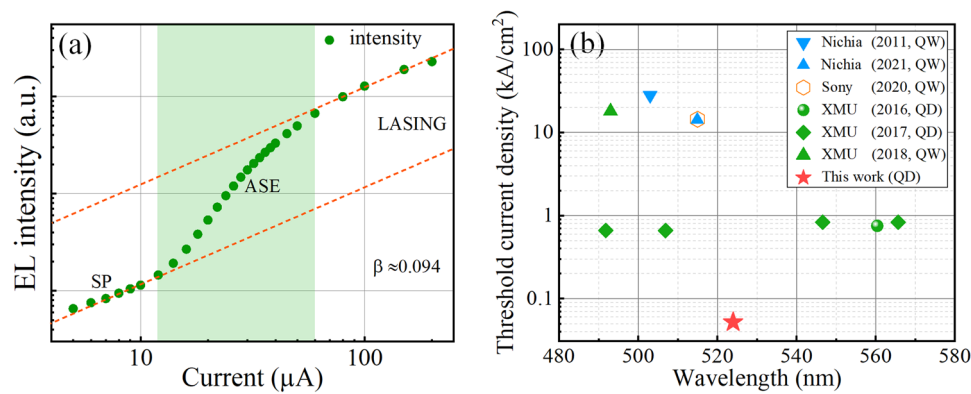 (a)
intensity
LASING
ASE
SP
β ≈0.094
EL intensity (a.u.)
10
100
Current (μA)
(b)
Nichia (2011, QW)
Nichia (2021, QW)
Sony (2020, QW)
XMU (2016, QD)
XMU (2017, QD)
XMU (2018, QW)
This work (QD)
Threshold current density (kA/cm²)
100
10
1
0.1
480
500
520
540
560
580
Wavelength (nm)